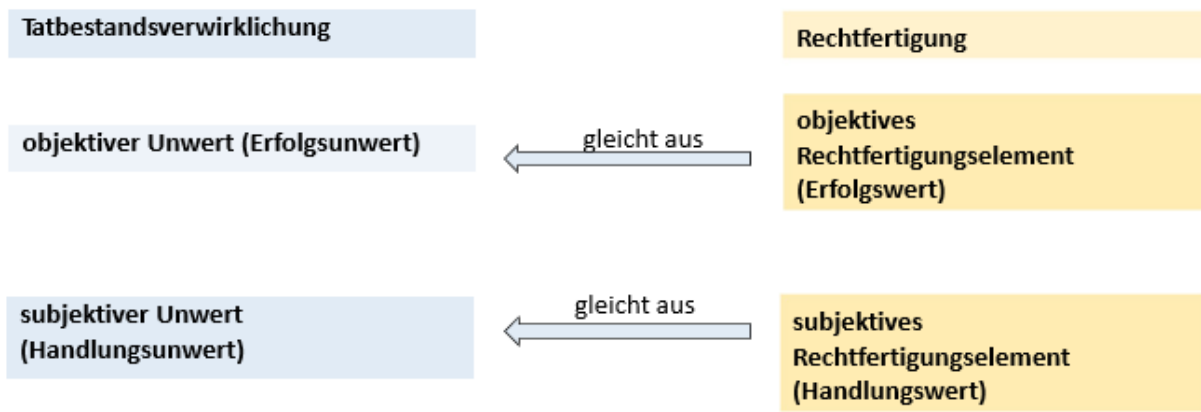 Tatbestandsverwirklichung
Rechtfertigung
objektiver Unwert (Erfolgsunwert)
gleicht aus
objektives
Rechtfertigungselement
(Erfolgswert)
subjektiver Unwert
(Handlungsunwert)
gleicht aus
subjektives
Rechtfertigungselement
(Handlungswert)